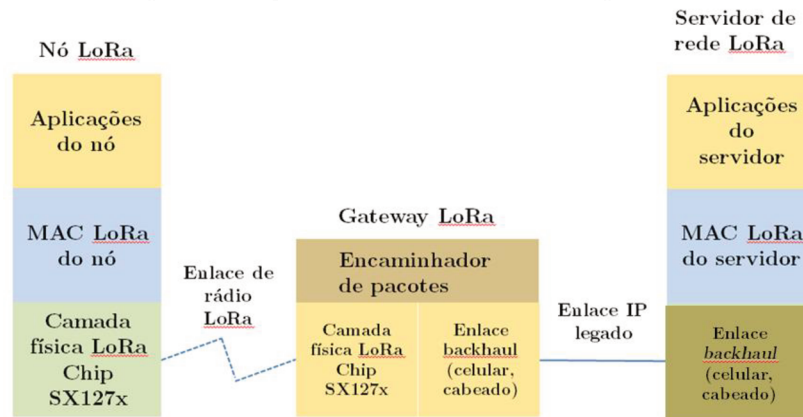 Servidor de
rede LoRa
Nó LoRa
Aplicações
do nó
Aplicações
do
servidor
MAC LoRa
do nó
Gateway LoRa
MAC LoRa
do servidor
Encaminhador
de pacotes
Enlace de
rádio
LoRa
Enlace IP
legado
Camada
física LoRa
Chip
SX127x
Camada
física LoRa
Chip
SX127x
Enlace
backhaul
(celular,
cabeado)
Enlace
backhaul
(celular,
cabeado)